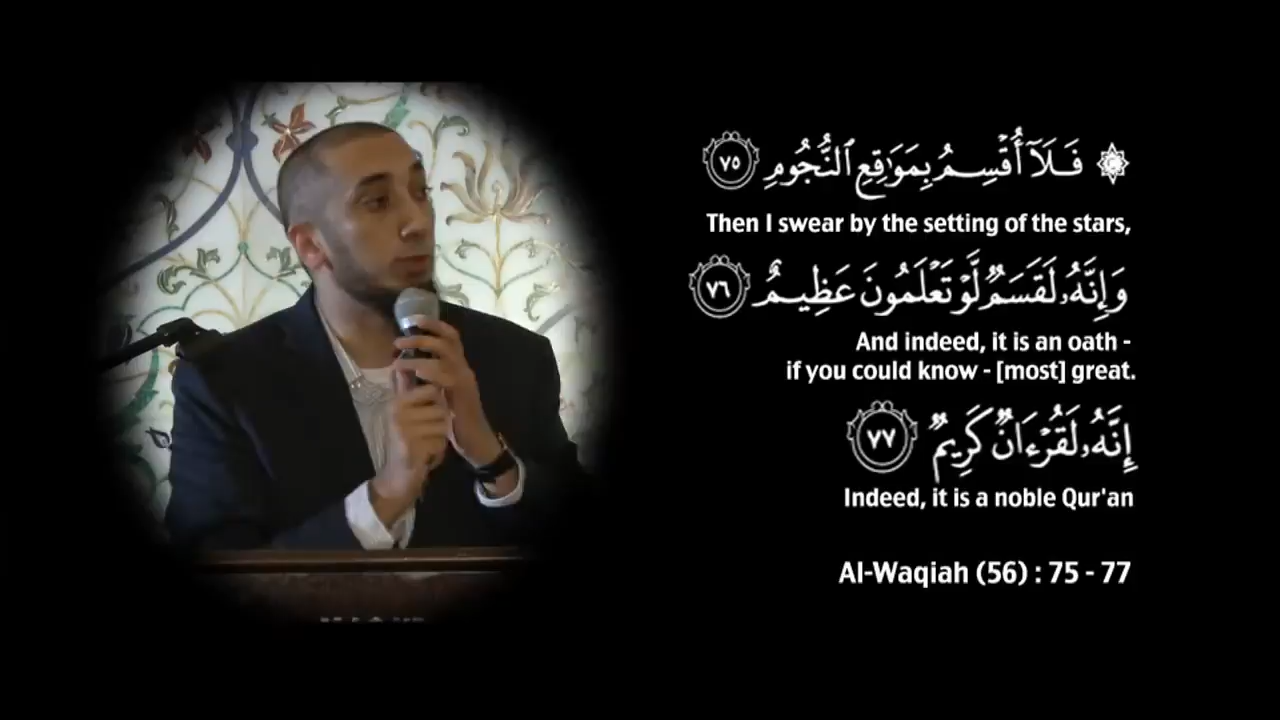 ۞ فَلَآ أُقْسِمُ بِمَوَٰقِعِ ٱلنُّجُومِ ٧٥
Then I swear by the setting of the stars,
وَإِنَّهُۥ لَقَسَمٌ لَّوْ تَعْلَمُونَ عَظِيمٌ ٧٦
And indeed, it is an oath -
if you could know - [most] great.
إِنَّهُۥ لَقُرْءَانٌ كَرِيمٌ ٧٧
Indeed, it is a noble Qur'an
Al-Waqiah (56) : 75 - 77